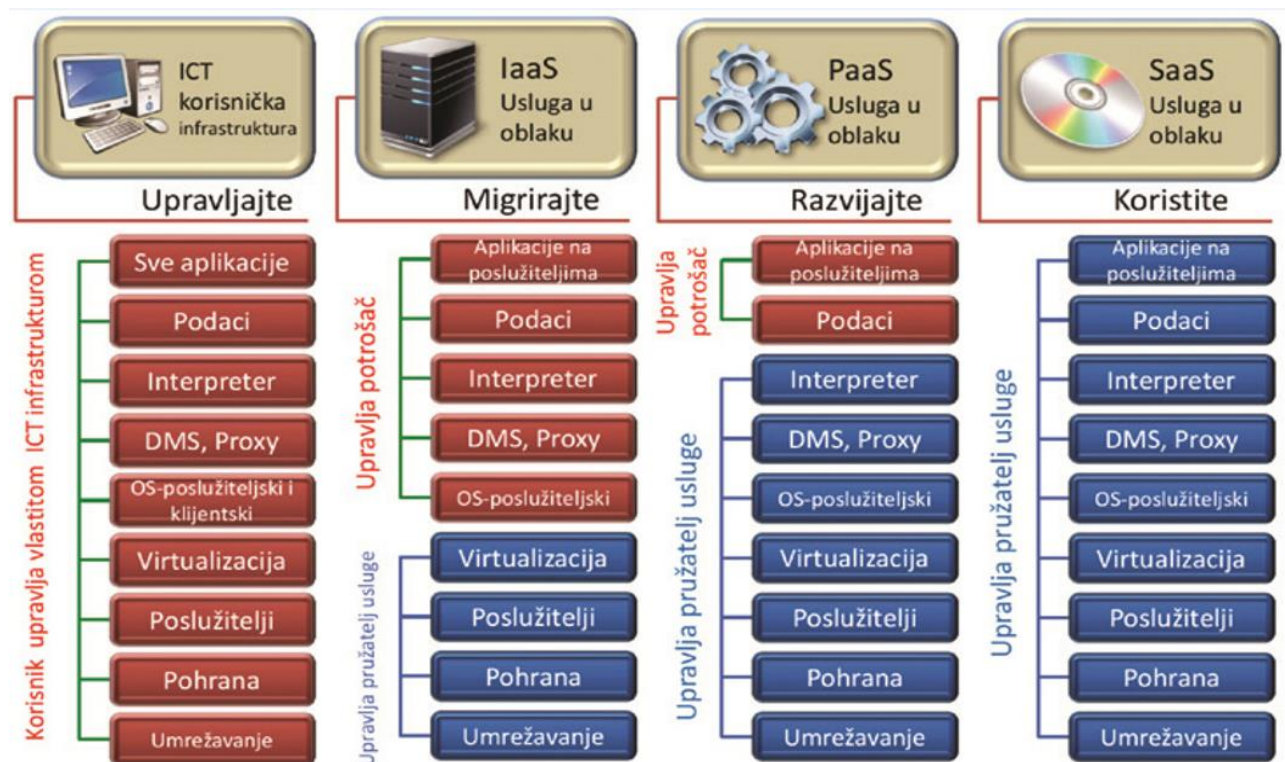 ICT
korisnička
infrastruktura
Upravljajte
Korisnik upravlja vlastitom ICT infrastrukturom
Sve aplikacije
Podaci
Interpreter
DMS, Proxy
OS-poslužiteljski i
klijentski
Virtualizacija
Poslužitelji
Pohrana
Umrežavanje
IaaS
Usluga u
oblaku
Migrirajte
Upravlja potrošač
Aplikacije na
poslužiteljima
Podaci
Interpreter
DMS, Proxy
OS-poslužiteljski
Upravlja pružatelj usluge
Virtualizacija
Poslužitelji
Pohrana
Umrežavanje
PaaS
Usluga u
oblaku
Razvijajte
Upravlja
potrošač
Aplikacije na
poslužiteljima
Podaci
Upravlja pružatelj usluge
Interpreter
DMS, Proxy
OS-poslužiteljski
Virtualizacija
Poslužitelji
Pohrana
Umrežavanje
SaaS
Usluga u
oblaku
Koristite
Upravlja pružatelj usluge
Aplikacije na
poslužiteljima
Podaci
Interpreter
DMS, Proxy
OS-poslužiteljski
Virtualizacija
Poslužitelji
Pohrana
Umrežavanje